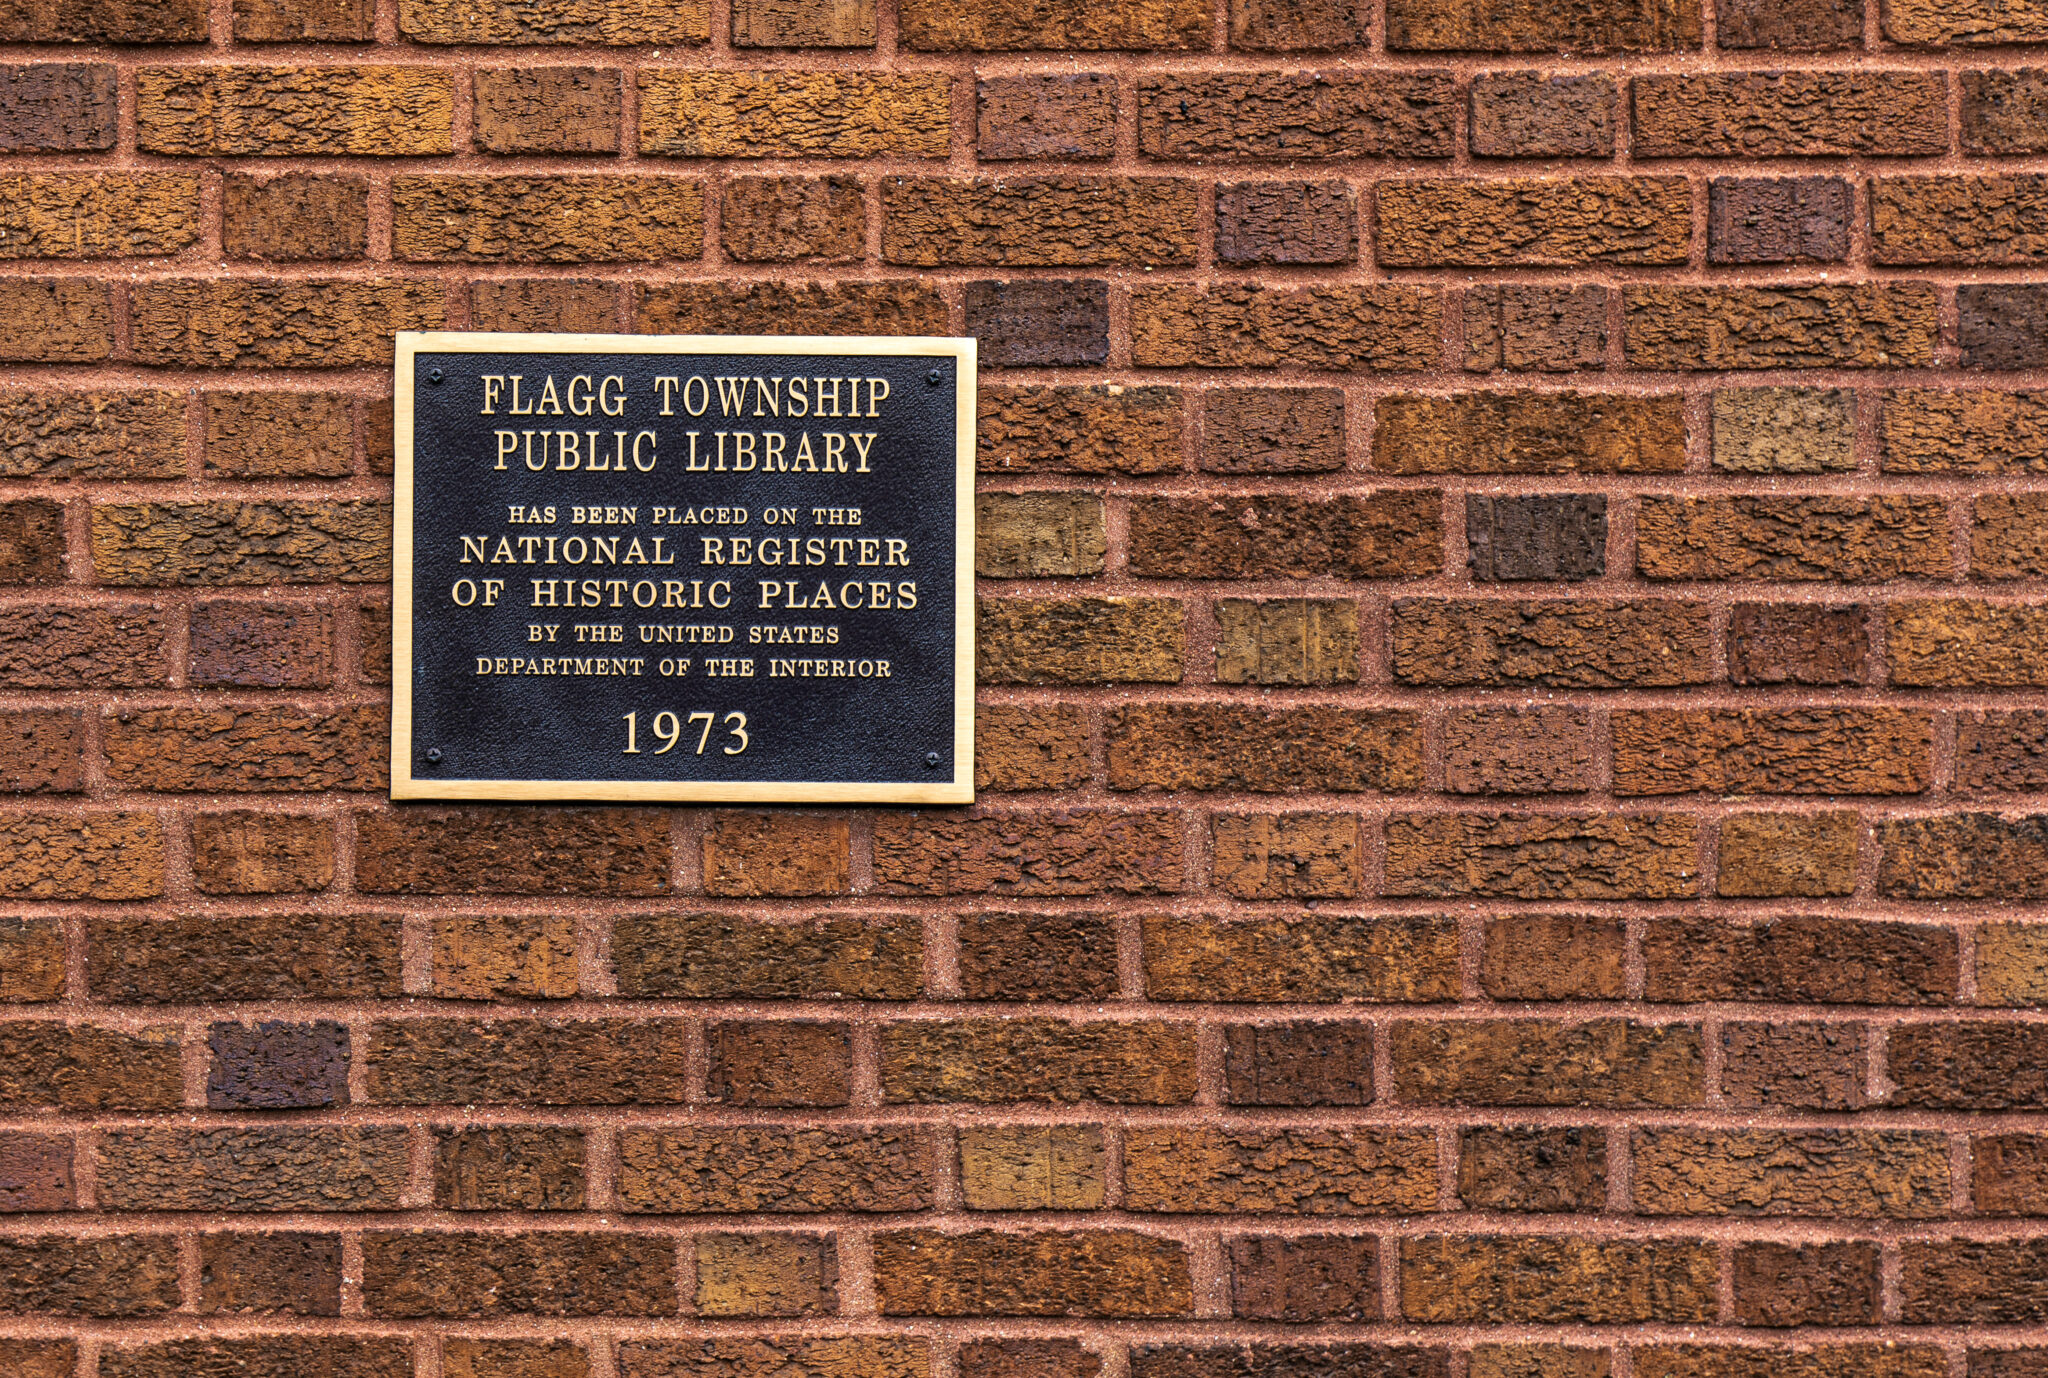 FLAGG TOWNSHIP
PUBLIC LIBRARY
HAS BEEN PLACED ON THE
NATIONAL REGISTER
OF HISTORIC PLACES
BY THE UNITED STATES
DEPARTMENT OF THE INTERIOR
1973